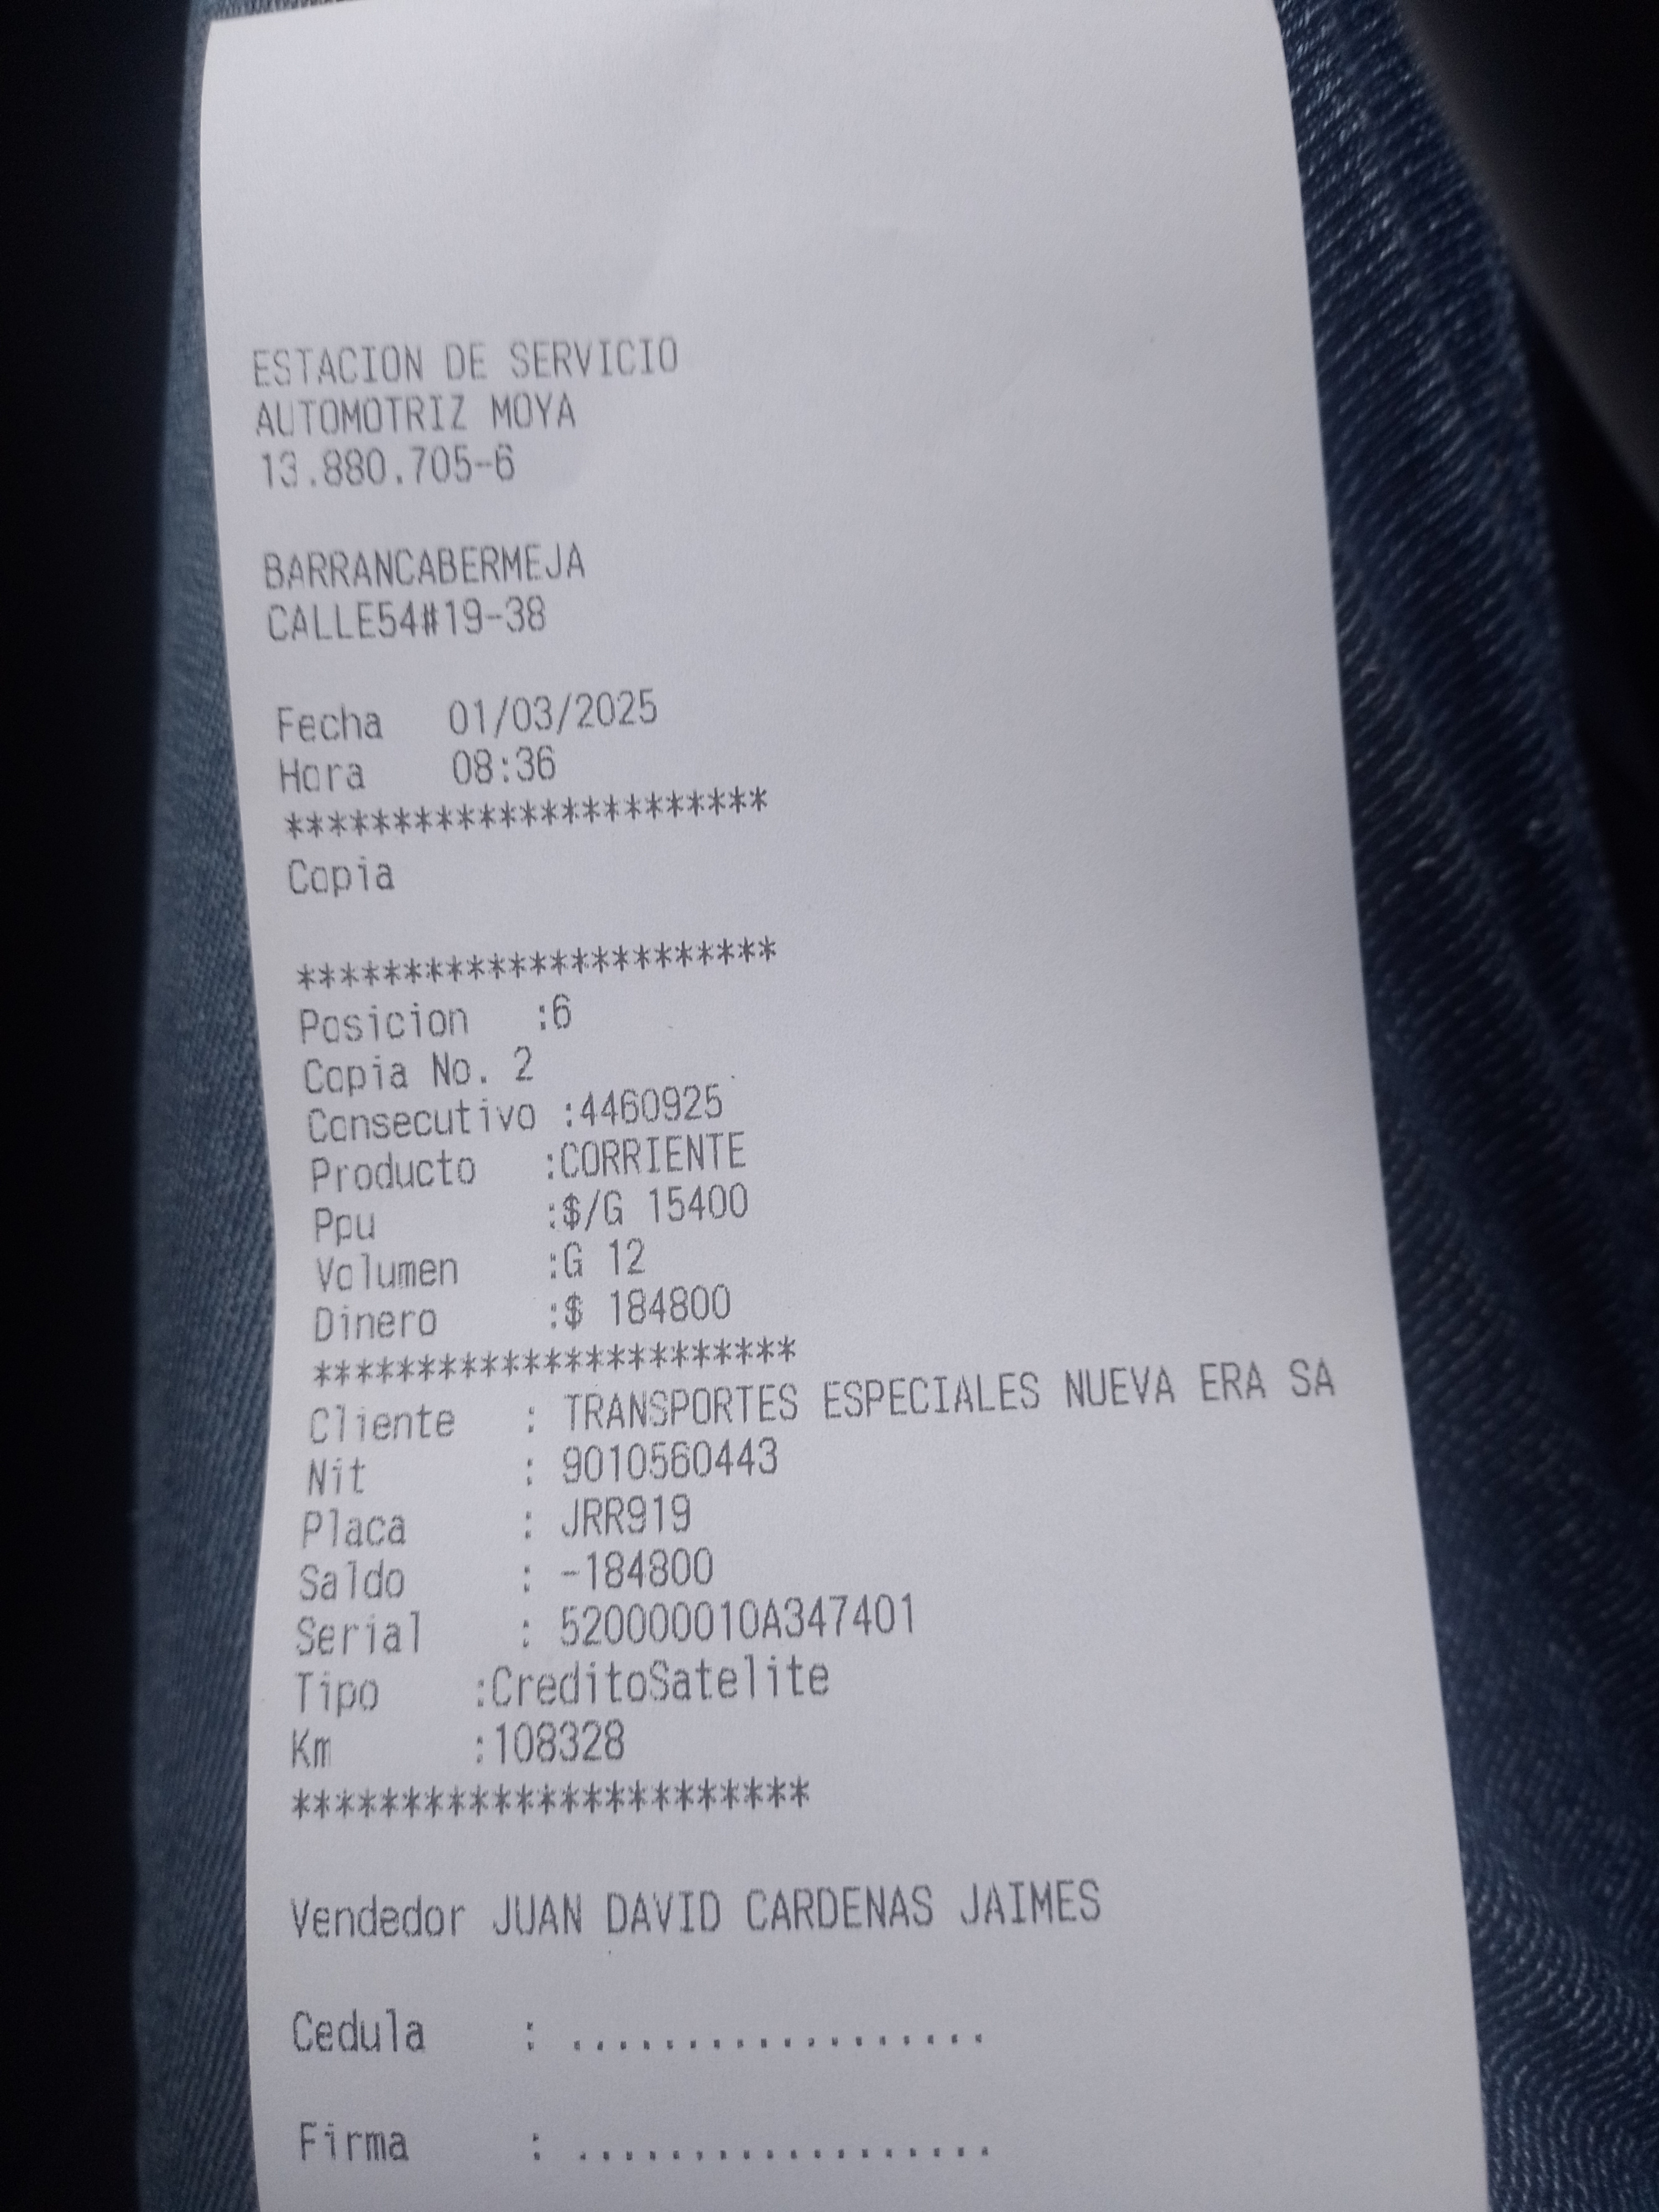 ESTACION DE SERVICIO
AUTOMOTRIZ MOYA
13.880.705-6
BARRANCABERMEJA
CALLE54#19-38
Fecha 01/03/2025
Hora 08:36
**********************
Copia
**********************
Posicion :6
Copia No. 2
Consecutivo :4460925
Producto :CORRIENTE
Ppu :$/G 15400
Volumen :G 12
Dinero :$ 184800
**********************
Cliente : TRANSPORTES ESPECIALES NUEVA ERA SA
Nit : 9010560443
Placa : JRR919
Saldo : -184800
Serial : 520000010A347401
Tipo :CreditoSatelite
Km :108328
**********************
Vendedor JUAN DAVID CARDENAS JAIMES
Cedula : ..................
Firma : ..................